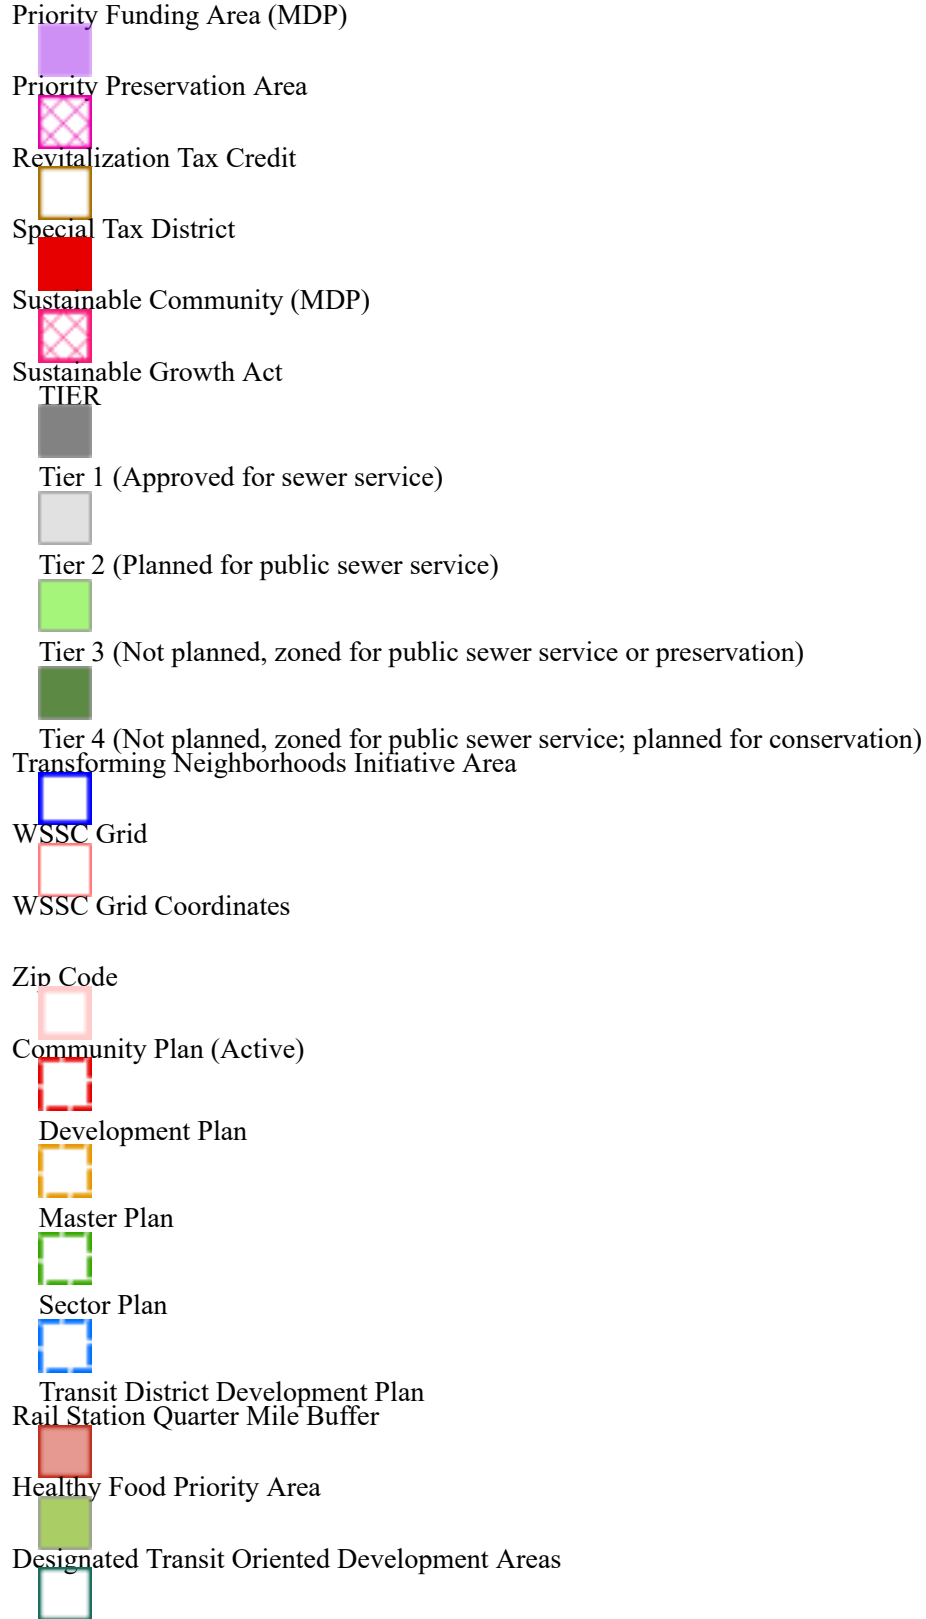 Priority Funding Area (MDP)
Priority Preservation Area
Revitalization Tax Credit
Special Tax District
Sustainable Community (MDP)
Sustainable Growth Act
TIER
Tier 1 (Approved for sewer service)
Tier 2 (Planned for public sewer service)
Tier 3 (Not planned, zoned for public sewer service or preservation)
Tier 4 (Not planned, zoned for public sewer service; planned for conservation)
Transforming Neighborhoods Initiative Area
WSSC Grid
WSSC Grid Coordinates
Zip Code
Community Plan (Active)
Development Plan
Master Plan
Sector Plan
Transit District Development Plan
Rail Station Quarter Mile Buffer
Healthy Food Priority Area
Designated Transit Oriented Development Areas